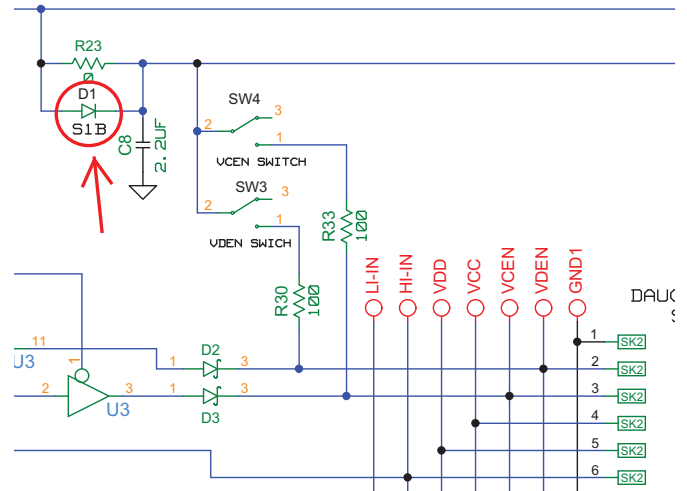 R23
0
D1
S1B
C8
2.2UF
SW4
3
2
1
VCEN SWITCH
SW3
3
2
1
VDEN SWICH
R33
100
R30
100
LI-IN
HI-IN
VDD
VCC
VCEN
VDEN
GND1
DAUG
S
1 SK2
11
U3
1
1 D2 3
2 SK2
2
3
U3
1 D3 3
3 SK2
4 SK2
5 SK2
6 SK2